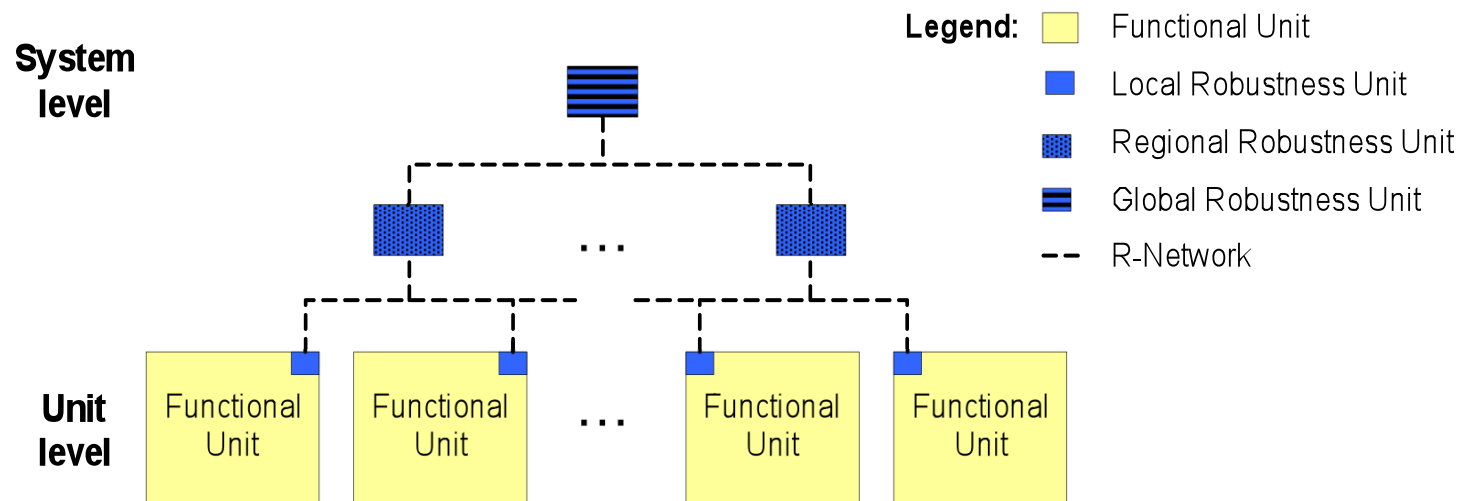 System
level
Legend:
Functional Unit
Local Robustness Unit
Regional Robustness Unit
Global Robustness Unit
R-Network
...
Unit
level
Functional
Unit
Functional
Unit
...
Functional
Unit
Functional
Unit